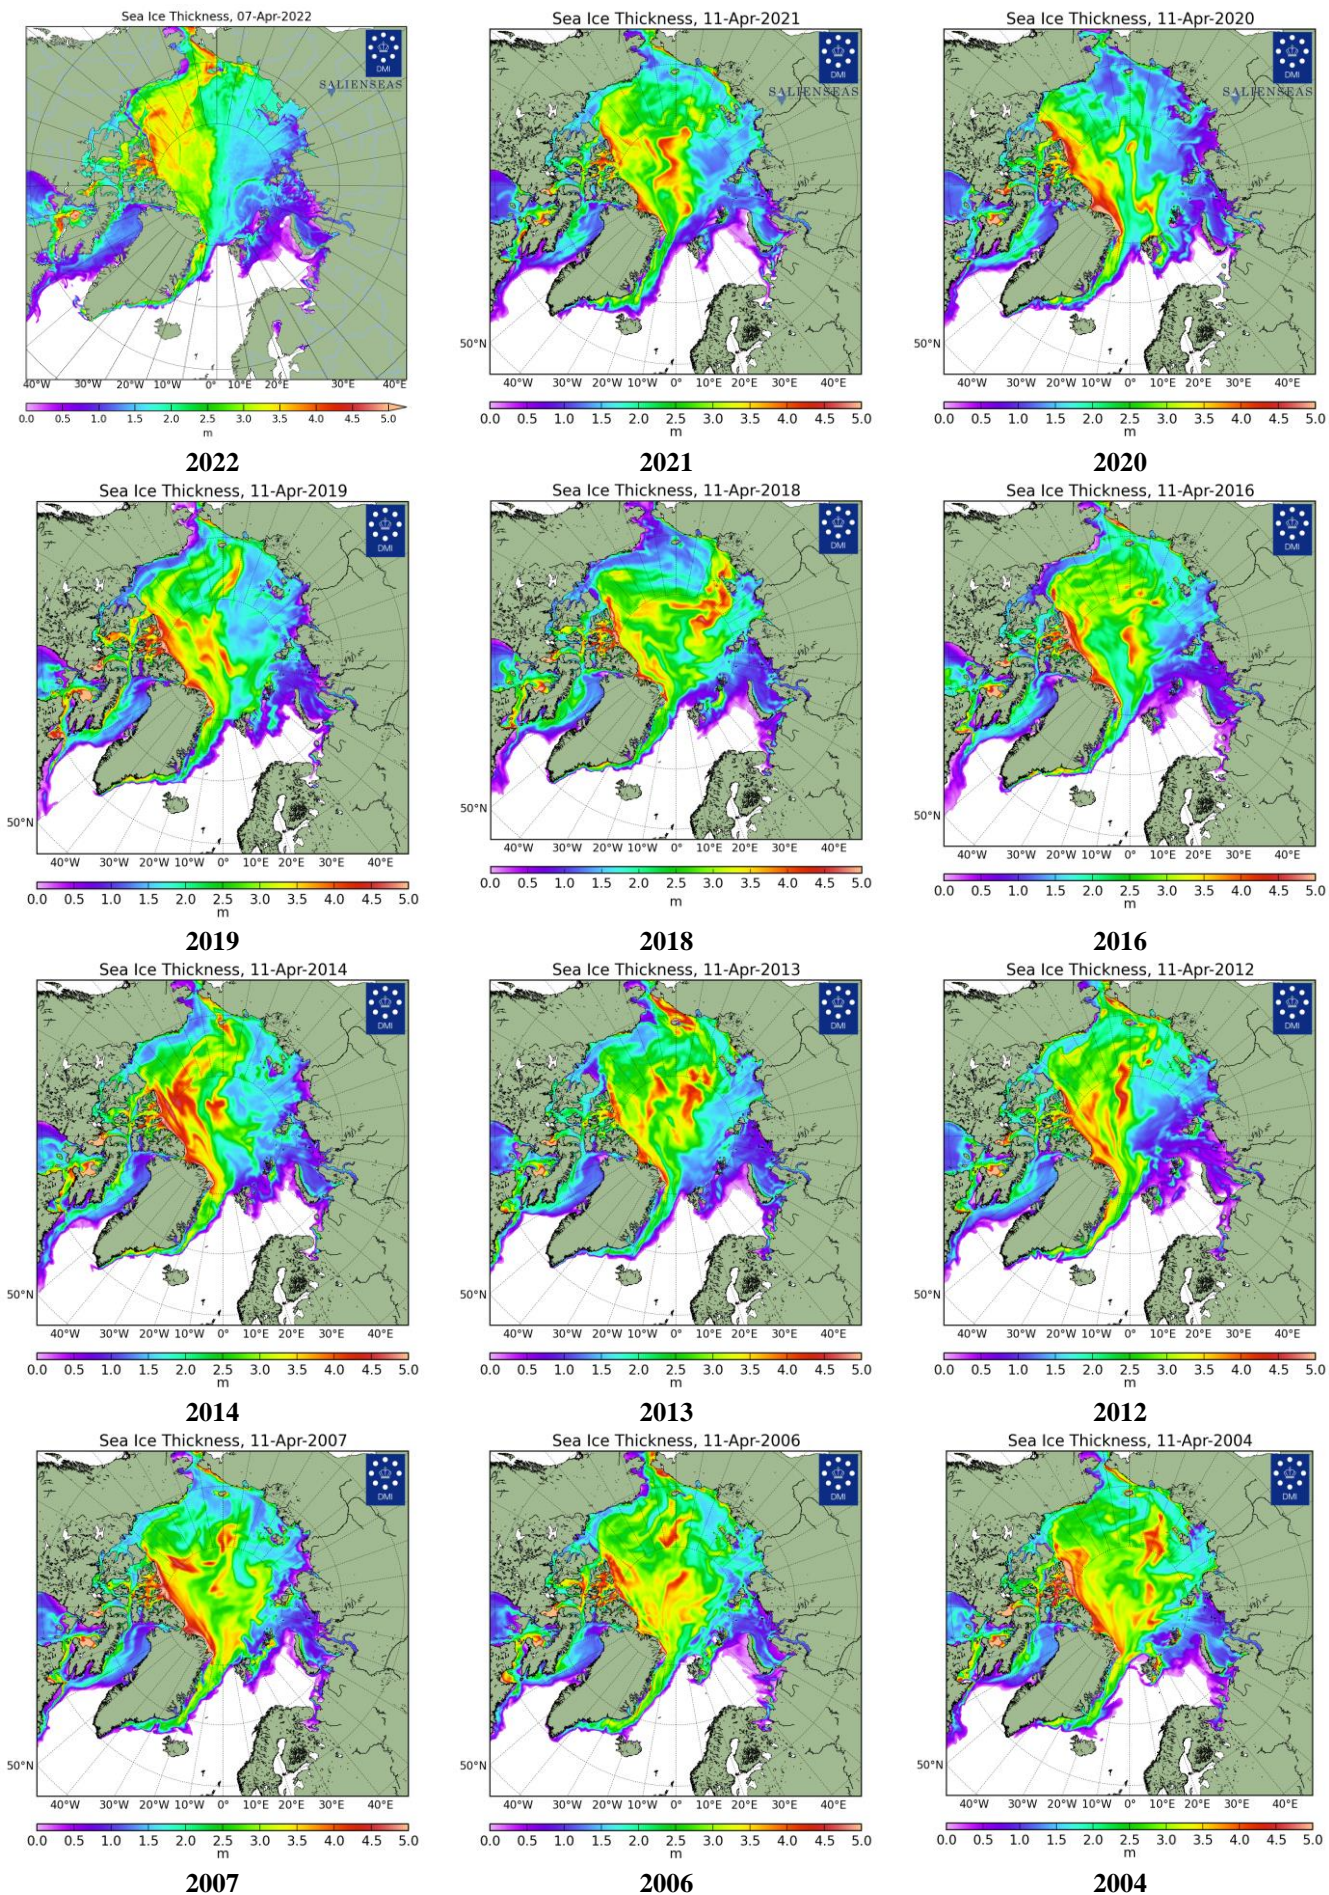 Sea Ice Thickness, 07-Apr-2022
DMI
SALIENSEAS
40°W 30°W 20°W 10°W 0° 10°E 20°E 30°E 40°E
0.0 0.5 1.0 1.5 2.0 2.5 3.0 3.5 4.0 4.5 5.0
m
2022
Sea Ice Thickness, 11-Apr-2021
DMI
SALIENSEAS
50°N
40°W 30°W 20°W 10°W 0° 10°E 20°E 30°E 40°E
0.0 0.5 1.0 1.5 2.0 2.5 3.0 3.5 4.0 4.5 5.0
m
2021
Sea Ice Thickness, 11-Apr-2020
DMI
SALIENSEAS
50°N
40°W 30°W 20°W 10°W 0° 10°E 20°E 30°E 40°E
0.0 0.5 1.0 1.5 2.0 2.5 3.0 3.5 4.0 4.5 5.0
m
2020
Sea Ice Thickness, 11-Apr-2019
DMI
50°N
40°W 30°W 20°W 10°W 0° 10°E 20°E 30°E 40°E
0.0 0.5 1.0 1.5 2.0 2.5 3.0 3.5 4.0 4.5 5.0
m
2019
Sea Ice Thickness, 11-Apr-2018
DMI
50°N
40°W 30°W 20°W 10°W 0° 10°E 20°E 30°E 40°E
0.0 0.5 1.0 1.5 2.0 2.5 3.0 3.5 4.0 4.5 5.0
m
2018
Sea Ice Thickness, 11-Apr-2016
DMI
50°N
40°W 30°W 20°W 10°W 0° 10°E 20°E 30°E 40°E
0.0 0.5 1.0 1.5 2.0 2.5 3.0 3.5 4.0 4.5 5.0
m
2016
Sea Ice Thickness, 11-Apr-2014
DMI
50°N
40°W 30°W 20°W 10°W 0° 10°E 20°E 30°E 40°E
0.0 0.5 1.0 1.5 2.0 2.5 3.0 3.5 4.0 4.5 5.0
m
2014
Sea Ice Thickness, 11-Apr-2013
DMI
50°N
40°W 30°W 20°W 10°W 0° 10°E 20°E 30°E 40°E
0.0 0.5 1.0 1.5 2.0 2.5 3.0 3.5 4.0 4.5 5.0
m
2013
Sea Ice Thickness, 11-Apr-2012
DMI
50°N
40°W 30°W 20°W 10°W 0° 10°E 20°E 30°E 40°E
0.0 0.5 1.0 1.5 2.0 2.5 3.0 3.5 4.0 4.5 5.0
m
2012
Sea Ice Thickness, 11-Apr-2007
DMI
50°N
40°W 30°W 20°W 10°W 0° 10°E 20°E 30°E 40°E
0.0 0.5 1.0 1.5 2.0 2.5 3.0 3.5 4.0 4.5 5.0
m
2007
Sea Ice Thickness, 11-Apr-2006
DMI
50°N
40°W 30°W 20°W 10°W 0° 10°E 20°E 30°E 40°E
0.0 0.5 1.0 1.5 2.0 2.5 3.0 3.5 4.0 4.5 5.0
m
2006
Sea Ice Thickness, 11-Apr-2004
DMI
50°N
40°W 30°W 20°W 10°W 0° 10°E 20°E 30°E 40°E
0.0 0.5 1.0 1.5 2.0 2.5 3.0 3.5 4.0 4.5 5.0
m
2004